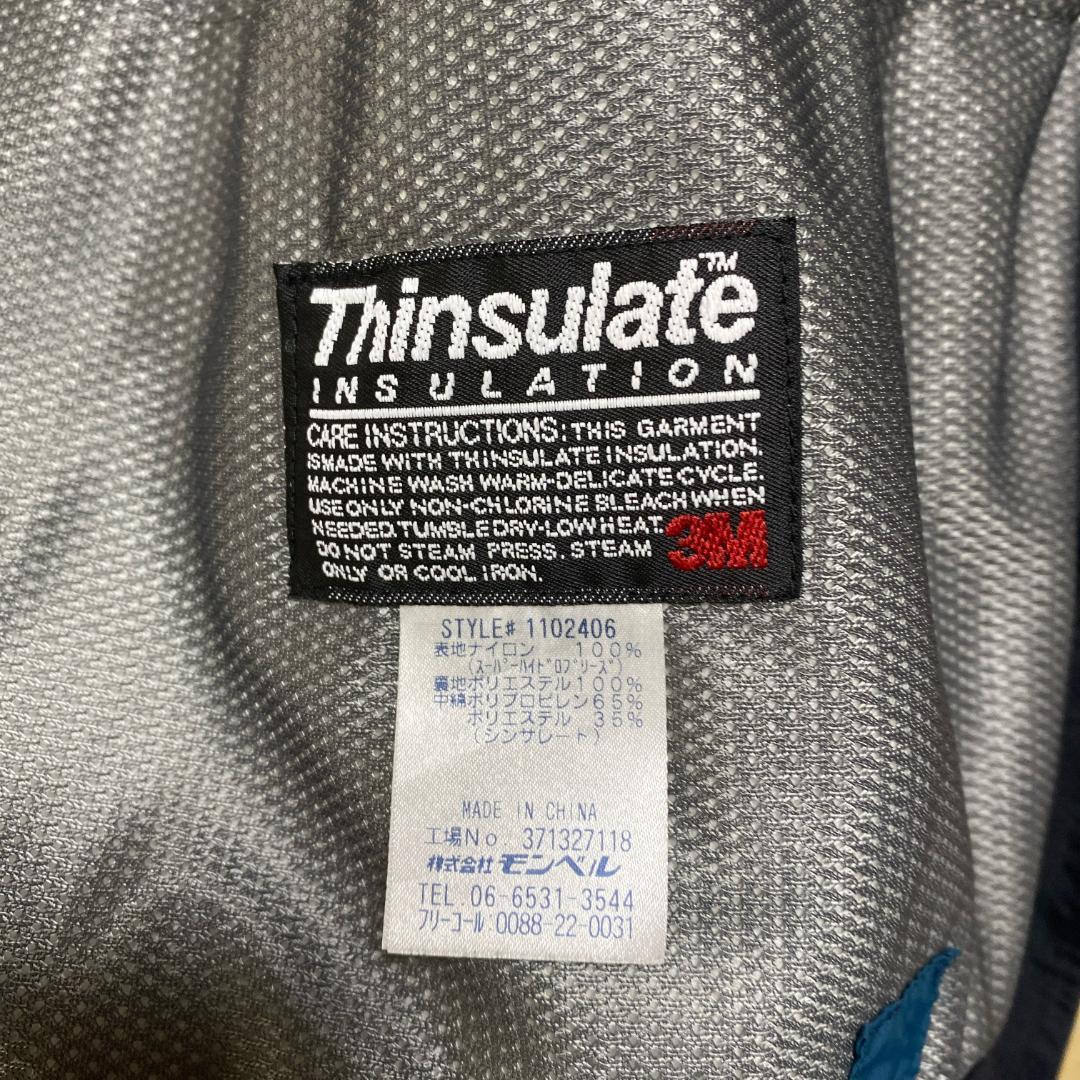 Thinsulate™
INSULATION
CARE INSTRUCTIONS: THIS GARMENT
IS MADE WITH THINSULATE INSULATION.
MACHINE WASH WARM-DELICATE CYCLE.
USE ONLY NON-CHLORINE BLEACH WHEN
NEEDED. TUMBLE DRY-LOW HEAT.
3M
DO NOT STEAM PRESS. STEAM
ONLY OR COOL IRON.
STYLE# 1102406
表地ナイロン 100%
(スーパーハイドロブリーズ)
裏地ポリエステル100%
中綿ポリプロピレン65%
ポリエステル 35%
(シンサレート)
MADE IN CHINA
工場No. 371327118
株式会社モンベル
TEL 06-6531-3544
フリーコール 0088-22-0031